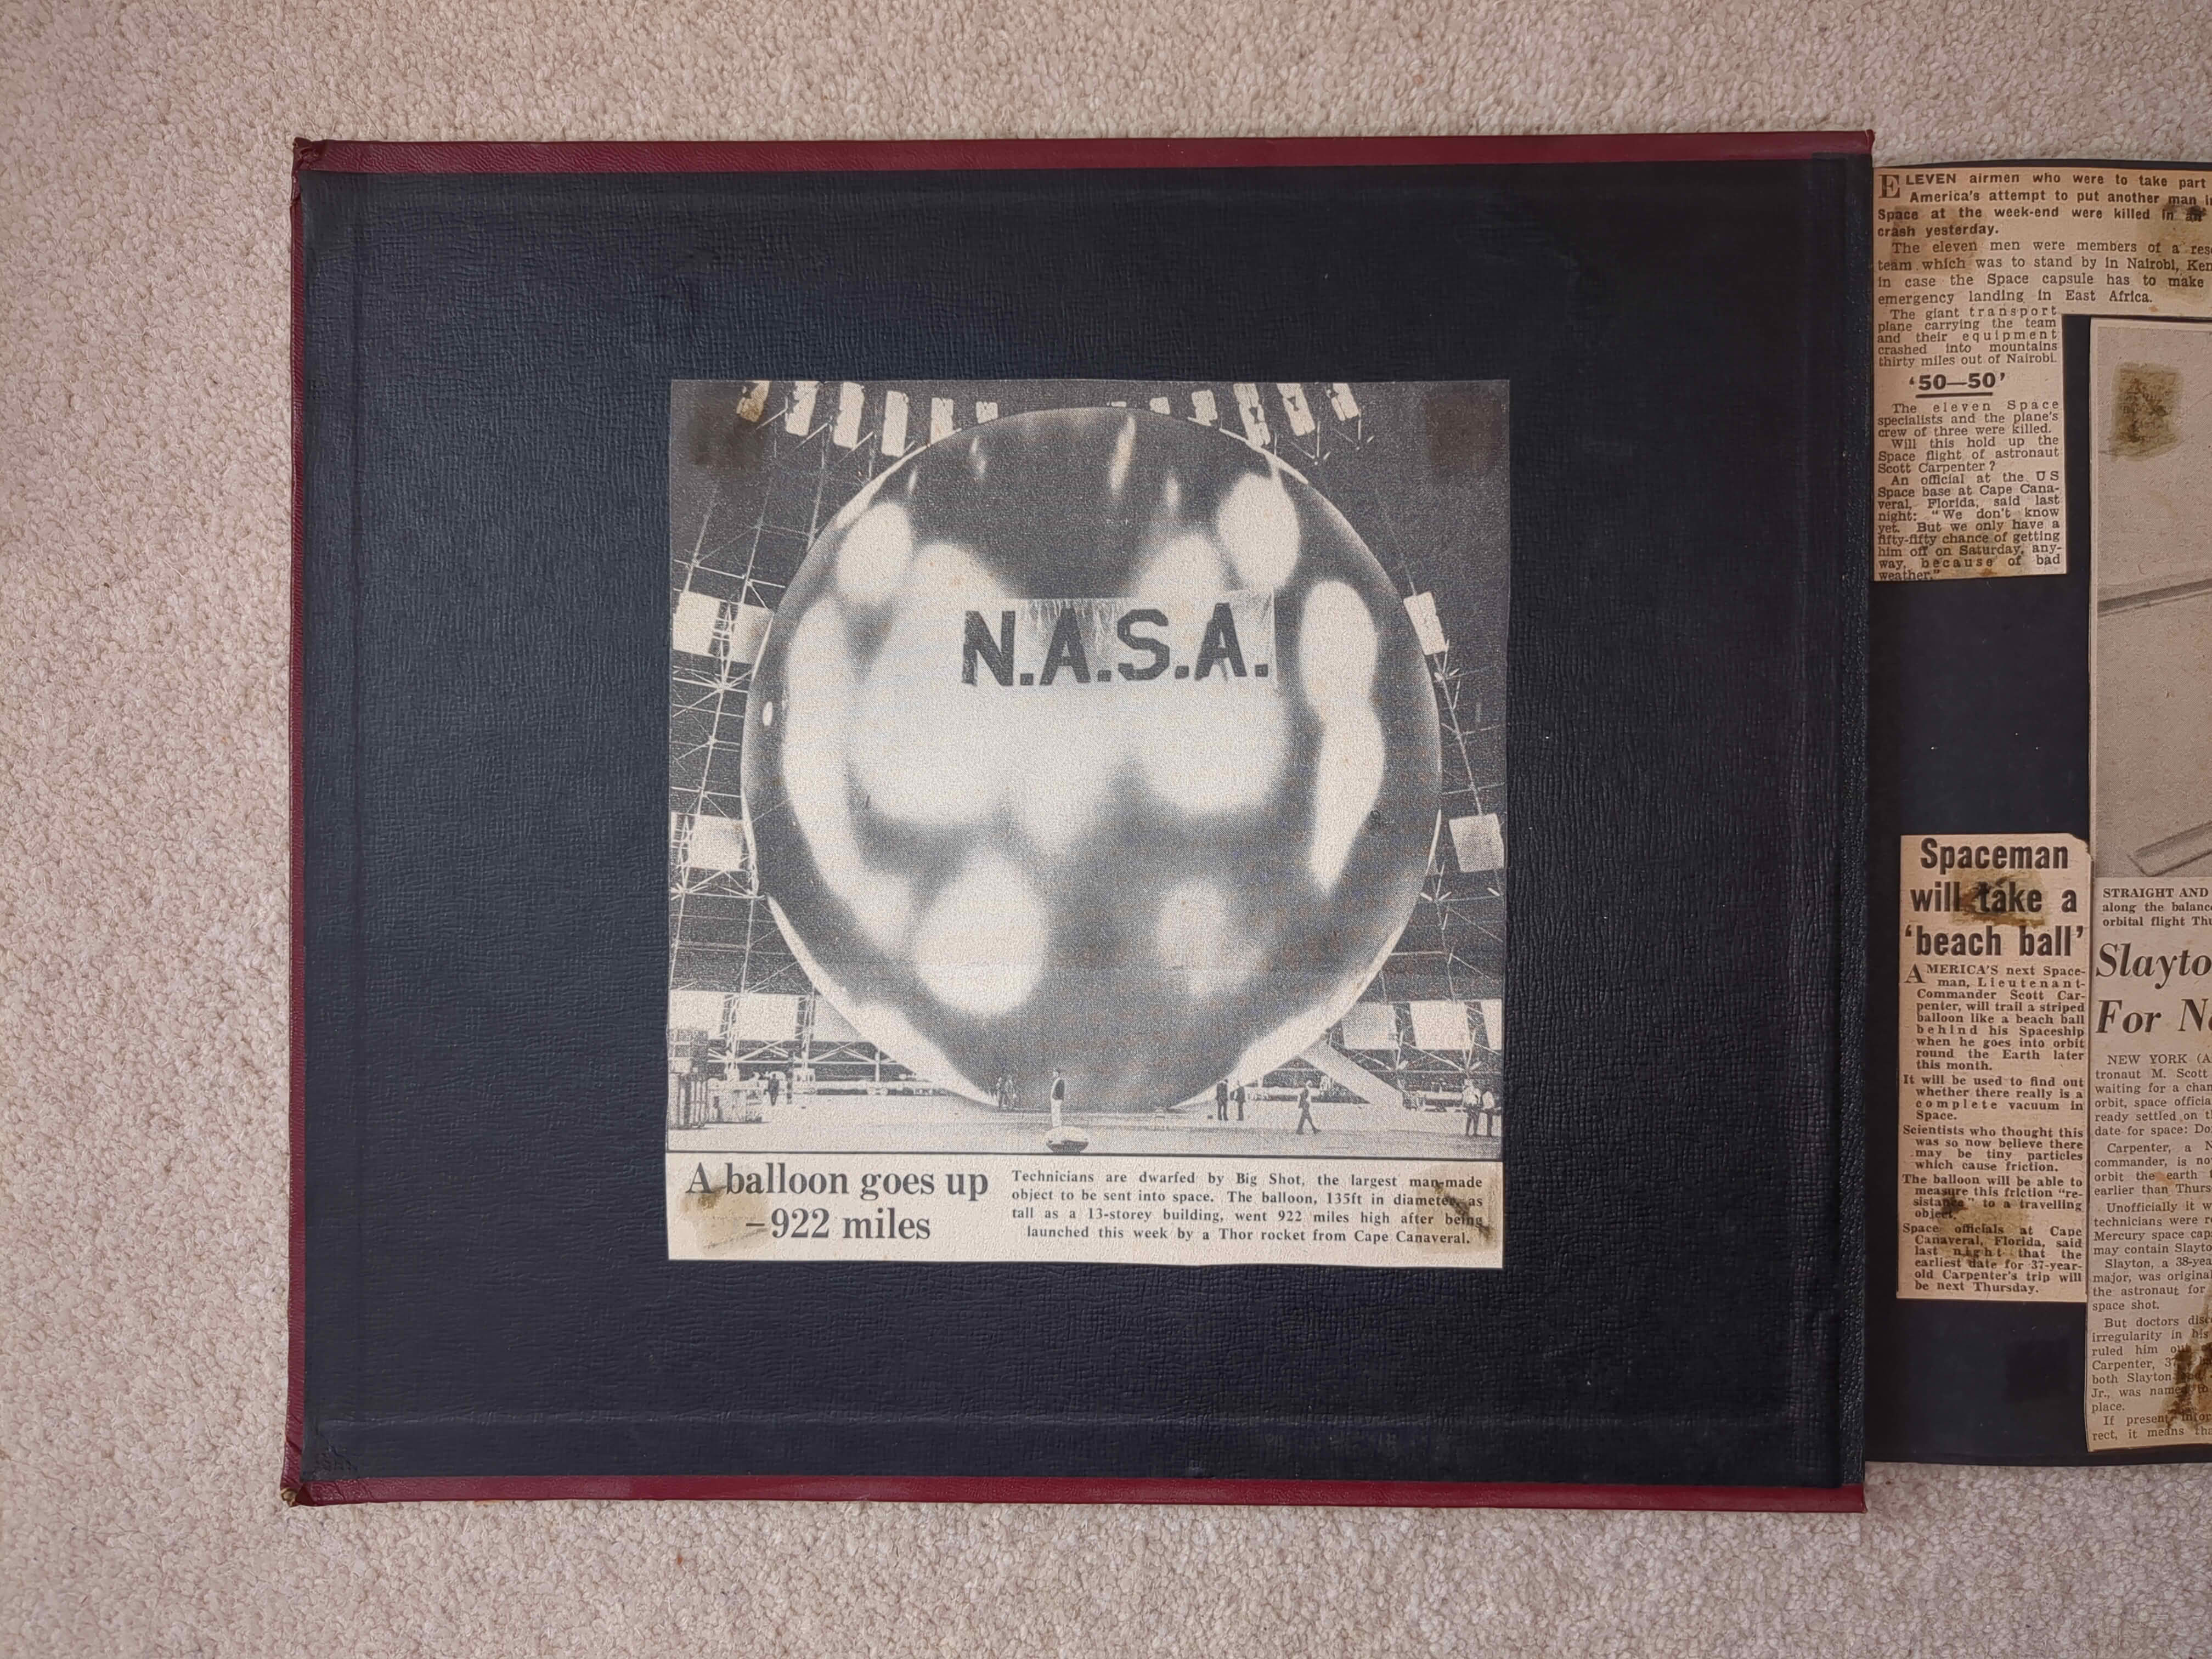 N.A.S.A.
A balloon goes up
—922 miles
Technicians are dwarfed by Big Shot, the largest man-made
object to be sent into space. The balloon, 135ft in diameter, as
tall as a 13-storey building, went 922 miles high after being
launched this week by a Thor rocket from Cape Canaveral.
ELEVEN airmen who were to take part
America's attempt to put another man
Space at the week-end were killed in an
crash yesterday.
The eleven men were members of a
team which was to stand by in Nairobi,
in case the Space capsule has to make
emergency landing in East Africa.
The giant transport
plane carrying the team
and their equipment
crashed into mountains
thirty miles out of Nairobi.
'50—50'
The eleven Space
specialists and the plane's
crew of three were killed.
Will this hold up the
Space flight of astronaut
Scott Carpenter?
An official at the US
Space base at Cape Cana-
veral, Florida, said last
night: "We don't know
yet. But we only have a
fifty-fifty chance of getting
him off on Saturday, any-
way, because of bad
weather."
Spaceman
will take a
'beach ball'
AMERICA'S next Space-
man, Lieutenant-
Commander Scott Car-
penter, will trail a striped
balloon like a beach ball
behind his Spaceship
when he goes into orbit
round the Earth later
this month.
It will be used to find out
whether there really is a
complete vacuum in
Space.
Scientists who thought this
was so now believe there
may be tiny particles
which cause friction.
The balloon will be able to
measure this friction "re-
sistance" to a travelling
object.
Space officials at Cape
Canaveral, Florida, said
last night that the
earliest date for 37-year-
old Carpenter's trip will
be next Thursday.
STRAIGHT AND
along the
orbital flight
Slayto
For
NEW YORK
tronaut M. Scott
waiting for a
orbit, space
ready settled on
date for space:
Carpenter, a
commander, is
orbit the earth
earlier than
Unofficially it
technicians were
Mercury space
may contain
Slayton, a
major, was
the astronaut for
space shot.
But doctors
irregularity in his
ruled him
Carpenter,
both Slayton
Jr., was
place.
If present
rect, it means